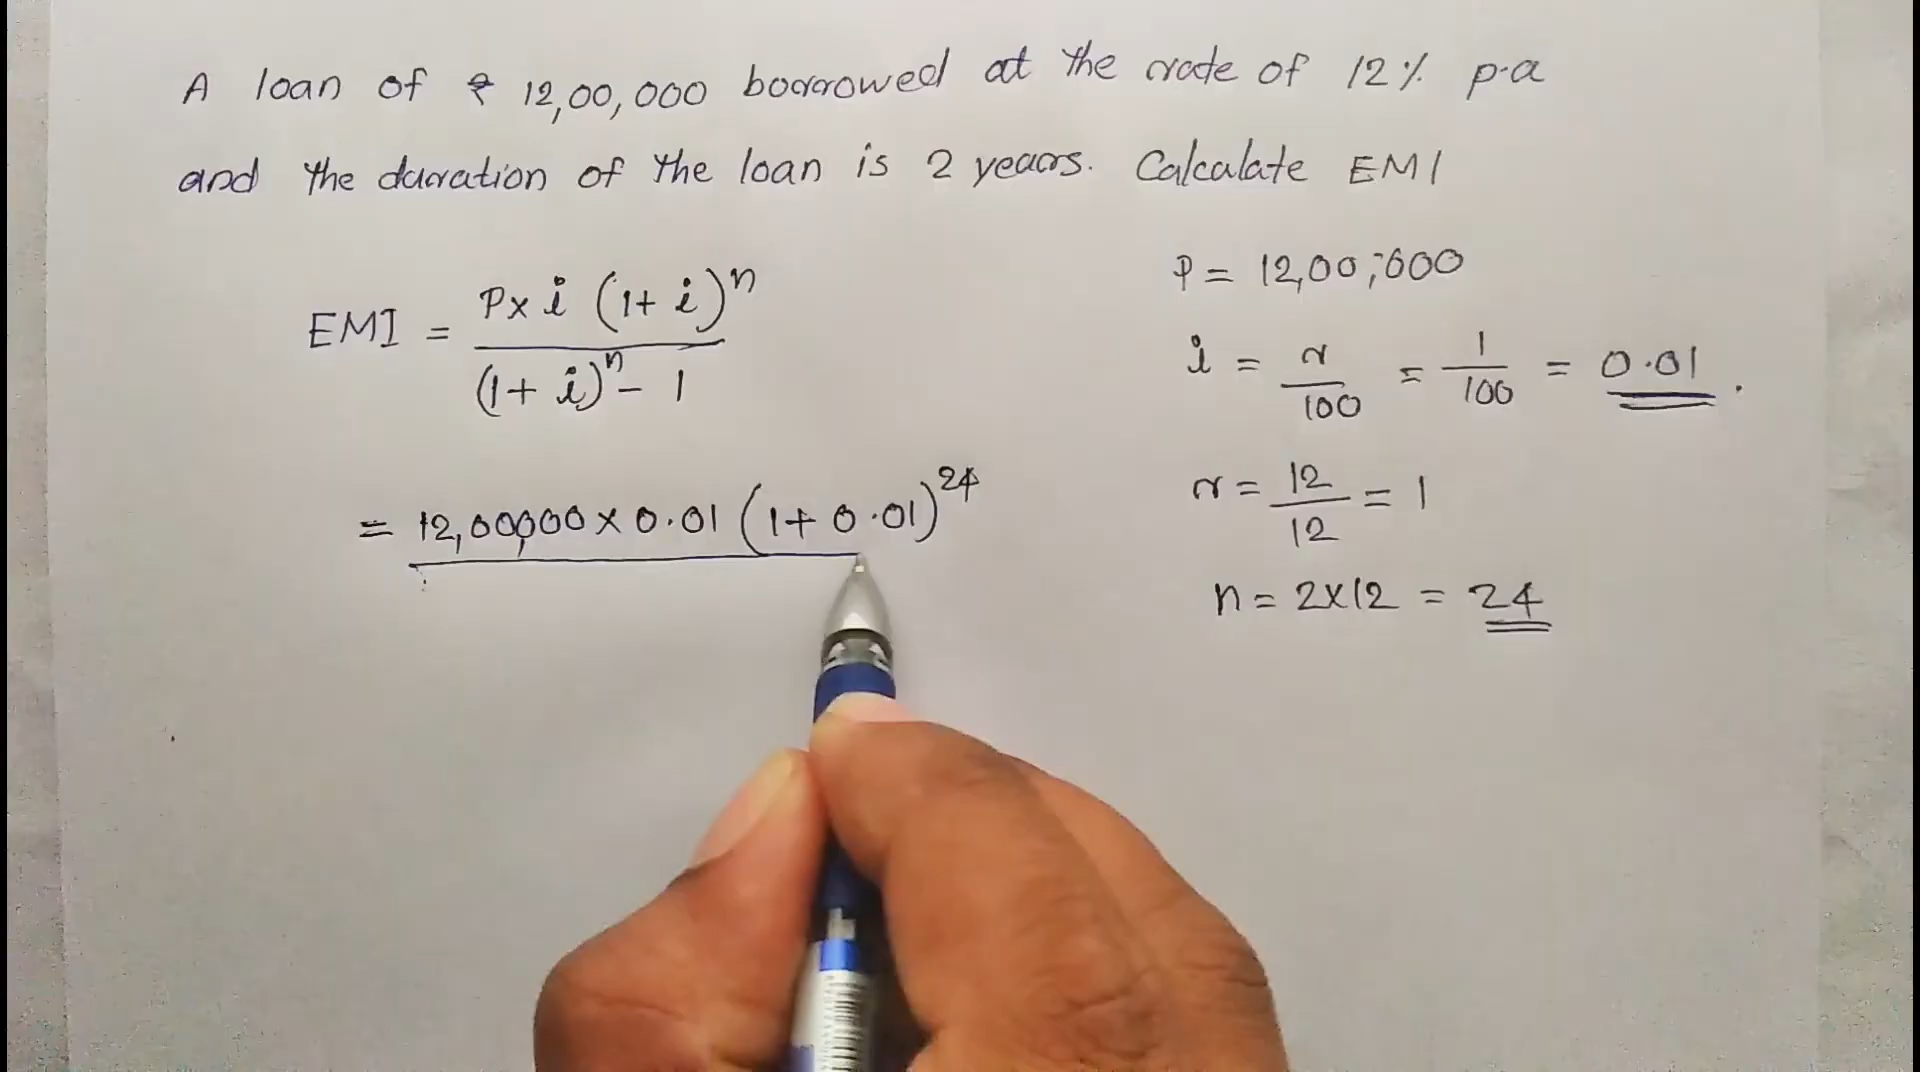 A loan of ₹ 12,00,000 borrowed at the rate of 12% p.a
and the duration of the loan is 2 years. Calculate EMI
EMI = P x i (1 + i)^n / (1 + i)^n - 1
= 12,00,000 x 0.01 (1 + 0.01)^24
P = 12,00,000
i = r / 100 = 1 / 100 = 0.01.
r = 12 / 12 = 1
n = 2 x 12 = 24